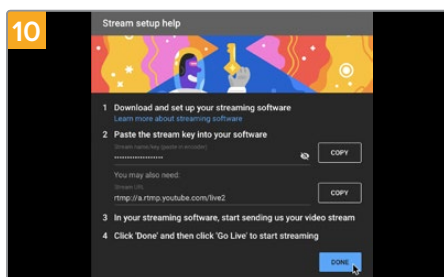 10
Stream setup help
1 Download and set up your streaming software
Learn more about streaming software
2 Paste the stream key into your software
Stream name/key (paste in encoder)
••••••••••••••••••• COPY
You may also need:
Stream URL
rtmp://a.rtmp.youtube.com/live2 COPY
3 In your streaming software, start sending us your video stream
4 Click 'Done' and then click 'Go Live' to start streaming
DONE